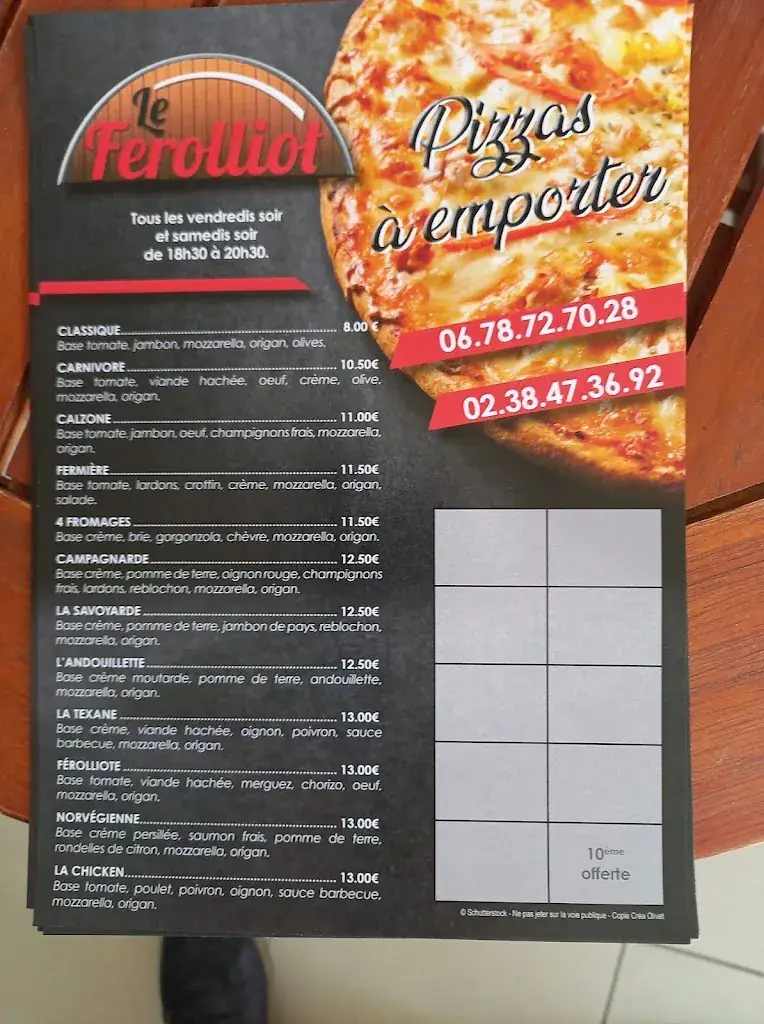 Le
Ferolliot
Tous les vendredis soir
et samedis soir
de 18h30 à 20h30.
Pizzas
à emporter
06.78.72.70.28
02.38.47.36.92
CLASSIQUE 8.00 €
Base tomate, jambon, mozzarella, origan, olives.
CARNIVORE 10.50€
Base tomate, viande hachée, oeuf, crème, olive,
mozzarella, origan.
CALZONE 11.00€
Base tomate, jambon, oeuf, champignons frais, mozzarella,
origan.
FERMIÈRE 11.50€
Base tomate, lardons, crottin, crème, mozzarella, origan,
salade.
4 FROMAGES 11.50€
Base crème, brie, gorgonzola, chèvre, mozzarella, origan.
CAMPAGNARDE 12.50€
Base crème, pomme de terre, oignon rouge, champignons
frais, lardons, reblochon, mozzarella, origan.
LA SAVOYARDE 12.50€
Base crème, pomme de terre, jambon de pays, reblochon,
mozzarella, origan.
L'ANDOUILLETTE 12.50€
Base crème moutarde, pomme de terre, andouillette,
mozzarella, origan.
LA TEXANE 13.00€
Base crème, viande hachée, oignon, poivron, sauce
barbecue, mozzarella, origan.
FÉROLLIOTE 13.00€
Base tomate, viande hachée, merguez, chorizo, oeuf,
mozzarella, origan.
NORVÉGIENNE 13.00€
Base crème persillée, saumon frais, pomme de terre,
rondelles de citron, mozzarella, origan.
LA CHICKEN 13.00€
Base tomate, poulet, poivron, oignon, sauce barbecue,
mozzarella, origan.
10ème
offerte
© Schutterstock - Ne pas jeter sur la voie publique - Copie Créa Olivet